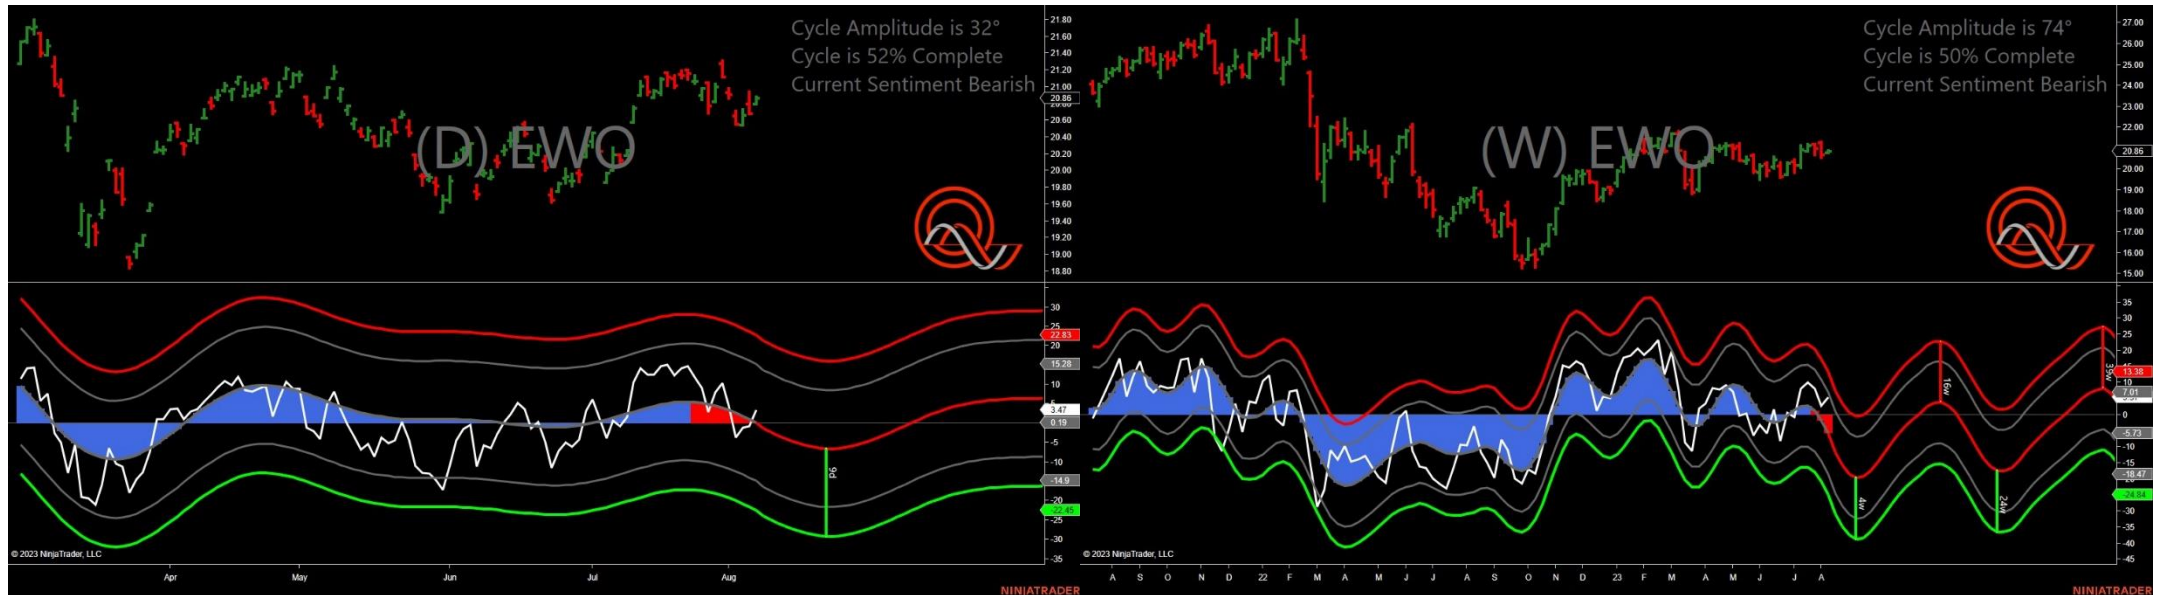 Cycle Amplitude is 32°
Cycle is 52% Complete
Current Sentiment Bearish
(D) EWO
21.80
21.60
21.40
21.20
21.00
20.86
20.60
20.40
20.20
20.00
19.80
19.60
19.40
19.20
19.00
18.80
30
25
22.83
15.28
10
5
3.47
0.19
-5
-10
-14.9
-22.45
-25
-30
-35
9d
© 2023 NinjaTrader, LLC
Apr
May
Jun
Jul
Aug
NINJATRADER
Cycle Amplitude is 74°
Cycle is 50% Complete
Current Sentiment Bearish
(W) EWO
27.00
26.00
25.00
24.00
23.00
22.00
20.86
20.00
19.00
18.00
17.00
16.00
15.00
35
30
25
20
13.38
10
7.01
0
-5.73
-10
-15
-18.47
-24.84
-30
-35
-40
-45
4w
16w
24w
39w
© 2023 NinjaTrader, LLC
A S O N D 22 F M A M J J A S O N D 23 F M A M J J A
NINJATRADER